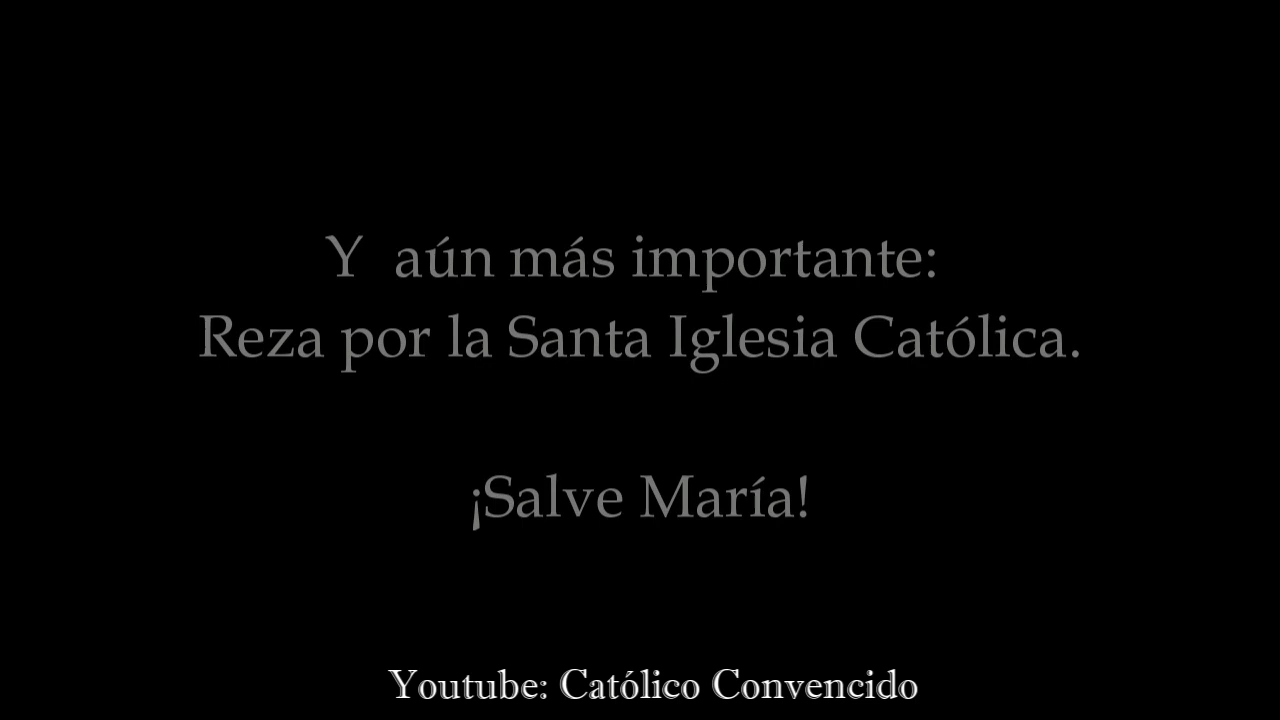 Y aún más importante:
Reza por la Santa Iglesia Católica.
¡Salve María!
Youtube: Católico Convencido